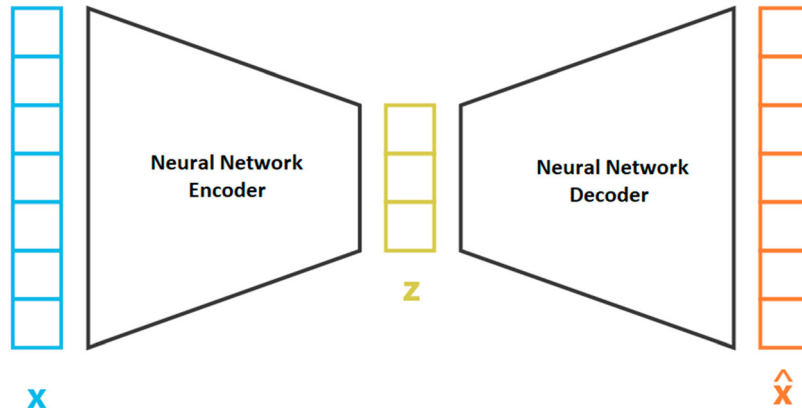 Neural Network
Encoder
Neural Network
Decoder
z
x
x̂